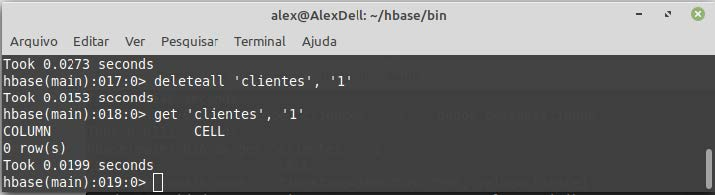 alex@AlexDell: ~/hbase/bin
Arquivo Editar Ver Pesquisar Terminal Ajuda
Took 0.0273 seconds
hbase(main):017:0> deleteall 'clientes', '1'
Took 0.0153 seconds
hbase(main):018:0> get 'clientes', '1'
COLUMN CELL
0 row(s)
Took 0.0199 seconds
hbase(main):019:0>